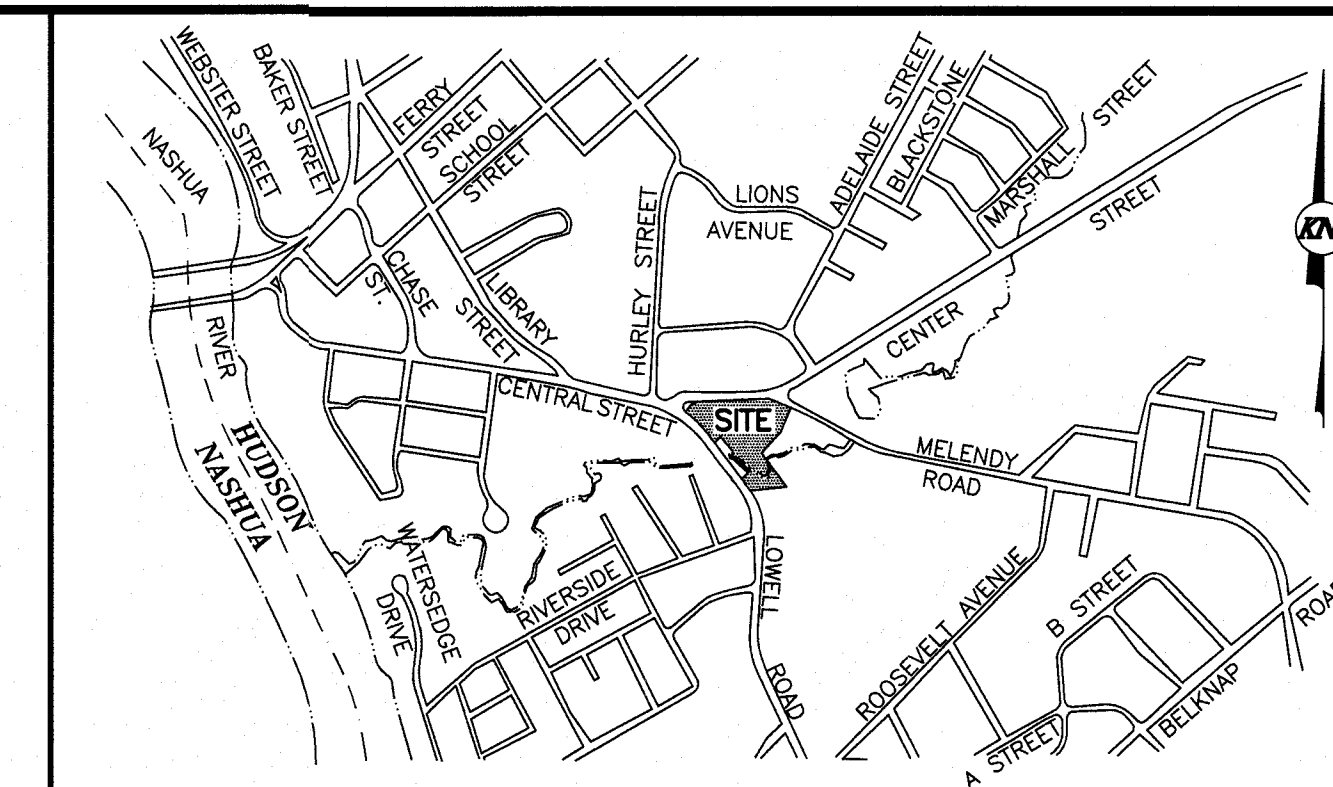 WEBSTER STREET
BAKER STREET
FERRY
STREET
SCHOOL
STREET
NASHUA
RIVER
CHASE
ST.
LIBRARY
STREET
HURLEY STREET
LIONS
AVENUE
ADELAIDE STREET
BLACKSTONE
MARSHALL
STREET
CENTER
STREET
CENTRAL STREET
SITE
MELENDY
ROAD
HUDSON
NASHUA
WATERSEDGE
DRIVE
RIVERSIDE
DRIVE
LOWELL
ROAD
ROOSEVELT AVENUE
B STREET
A STREET
BELKNAP
ROAD